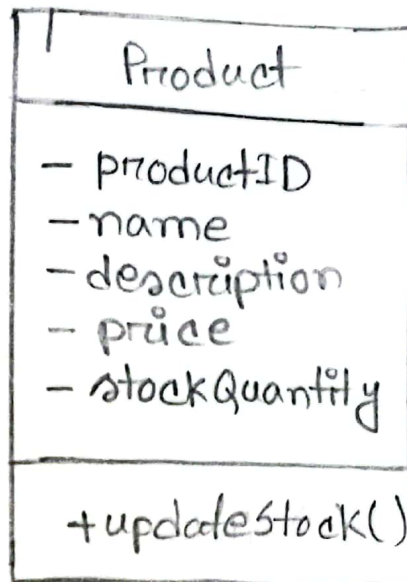 Product
- productID
- name
- description
- price
- stockQuantity
+updateStock()